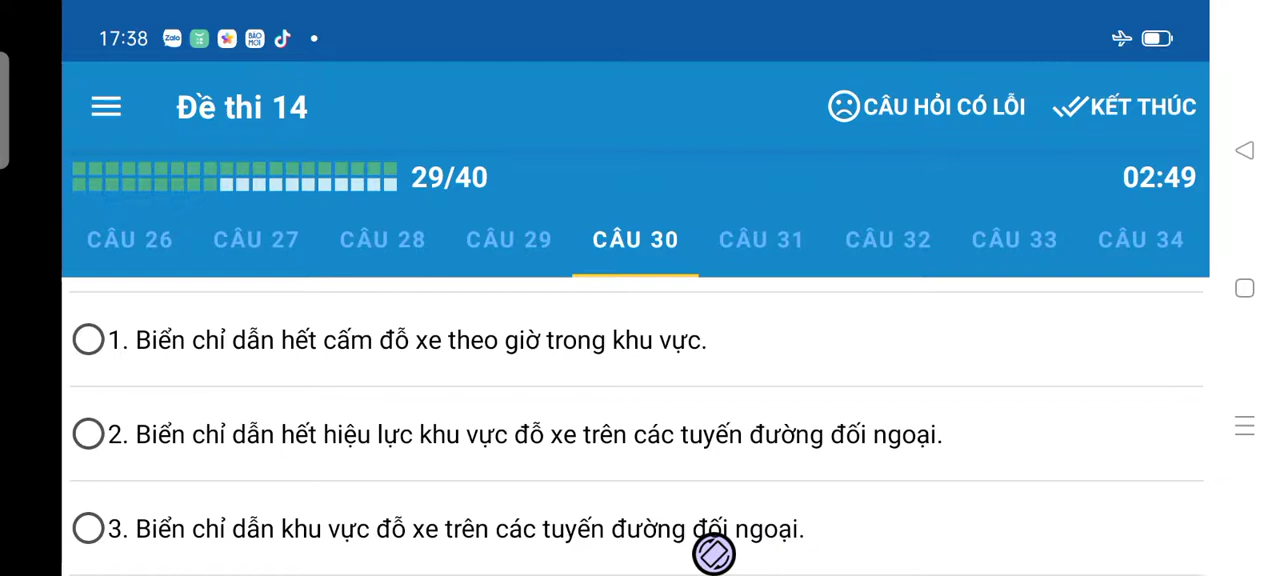 17:38 Zalo BÁO MỚI
Đề thi 14 CÂU HỎI CÓ LỖI KẾT THÚC
29/40 02:49
CÂU 26 CÂU 27 CÂU 28 CÂU 29 CÂU 30 CÂU 31 CÂU 32 CÂU 33 CÂU 34
1. Biển chỉ dẫn hết cấm đỗ xe theo giờ trong khu vực.
2. Biển chỉ dẫn hết hiệu lực khu vực đỗ xe trên các tuyến đường đối ngoại.
3. Biển chỉ dẫn khu vực đỗ xe trên các tuyến đường đối ngoại.